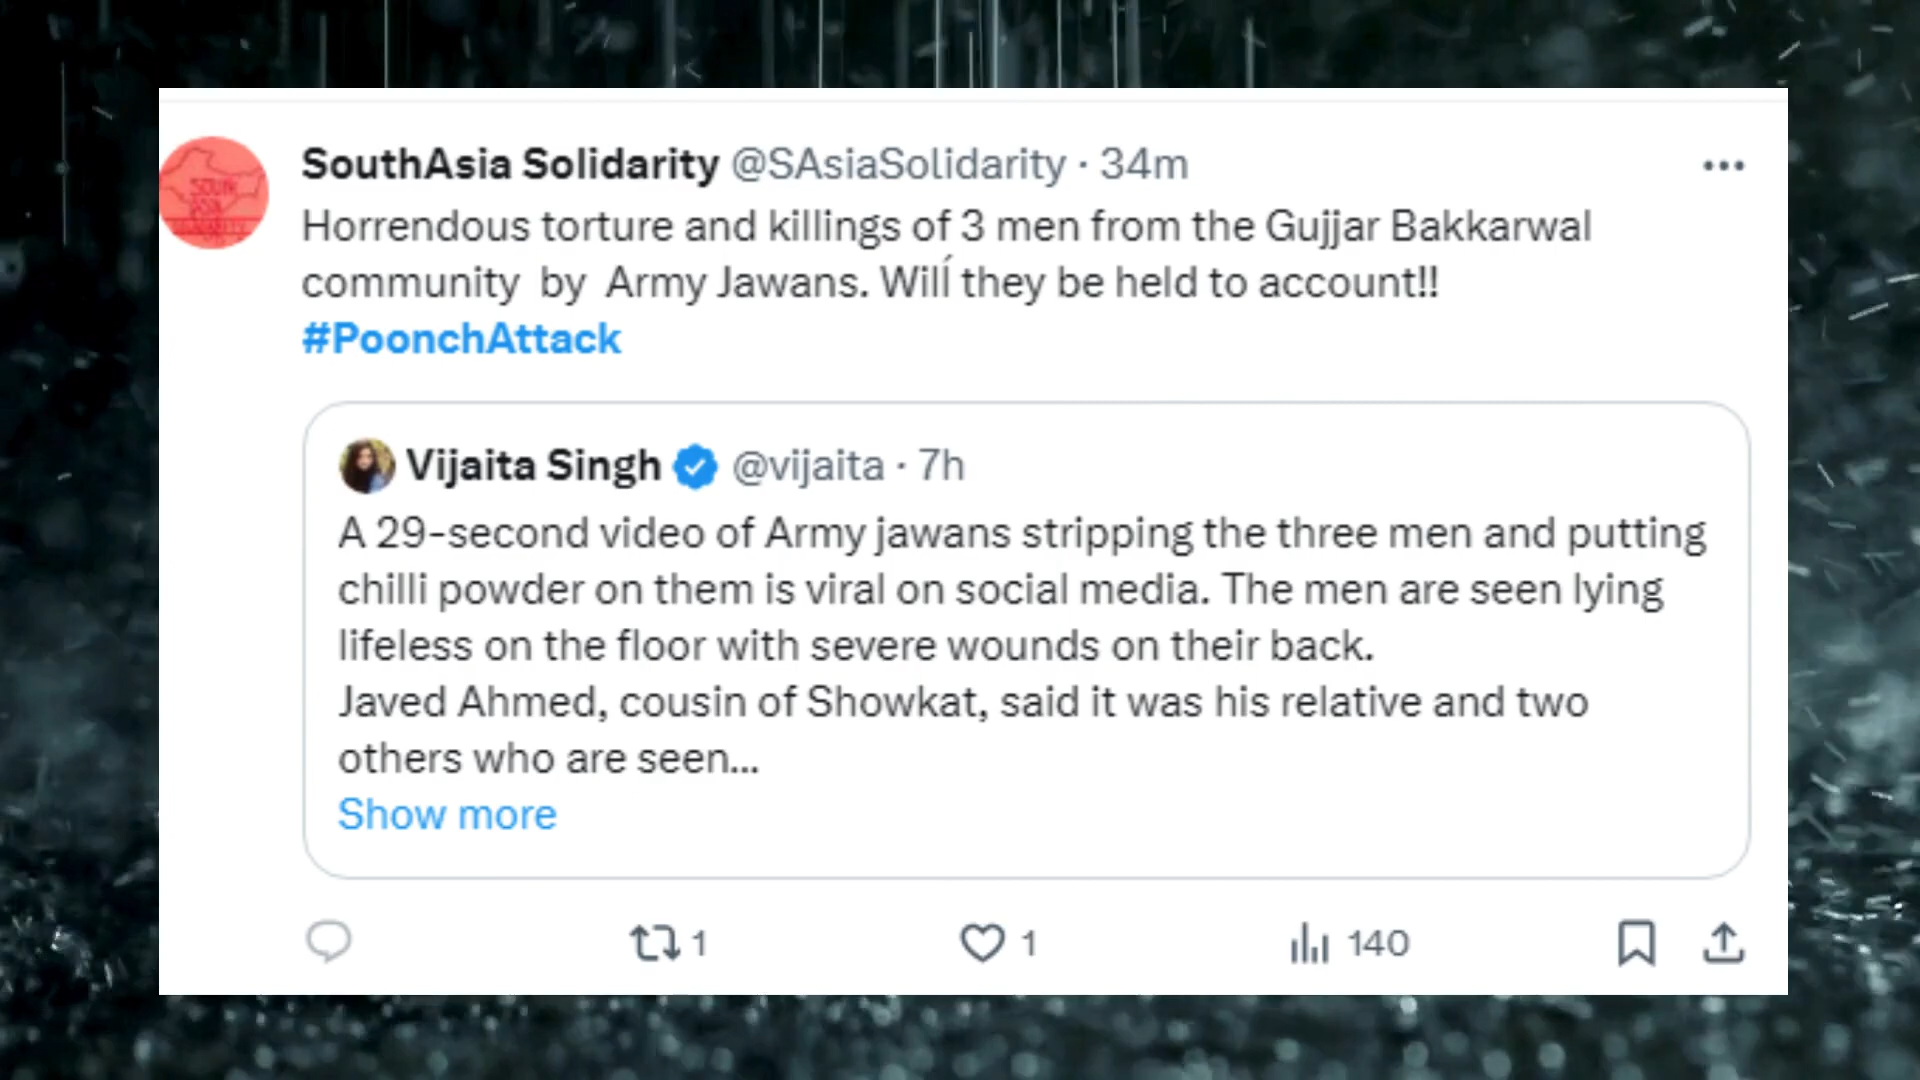 SouthAsia Solidarity @SAsiaSolidarity · 34m
Horrendous torture and killings of 3 men from the Gujjar Bakkarwal
community by Army Jawans. Will they be held to account!!
#PoonchAttack
Vijaita Singh @vijaita · 7h
A 29-second video of Army jawans stripping the three men and putting
chilli powder on them is viral on social media. The men are seen lying
lifeless on the floor with severe wounds on their back.
Javed Ahmed, cousin of Showkat, said it was his relative and two
others who are seen...
Show more
1 1 140